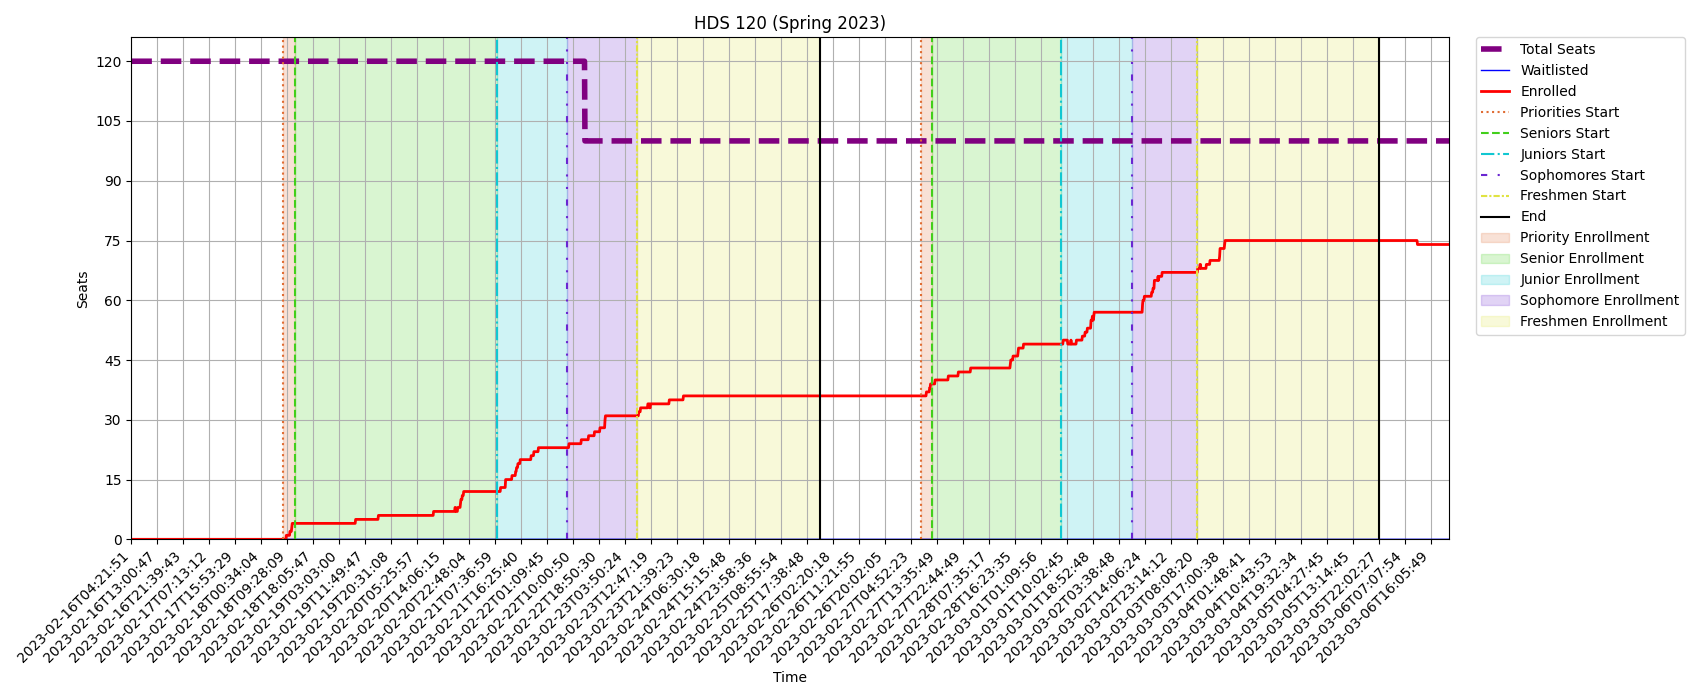 HDS 120 (Spring 2023)
Seats
120
105
90
75
60
45
30
15
0
2023-02-16T04:21:51
2023-02-16T13:00:47
2023-02-16T21:39:43
2023-02-17T07:13:12
2023-02-17T15:53:29
2023-02-18T00:34:04
2023-02-18T09:28:09
2023-02-18T18:05:47
2023-02-19T03:03:00
2023-02-19T11:49:47
2023-02-19T20:31:08
2023-02-20T05:25:57
2023-02-20T14:06:15
2023-02-20T22:48:04
2023-02-21T07:36:59
2023-02-21T16:25:40
2023-02-22T01:09:45
2023-02-22T10:00:50
2023-02-22T18:50:30
2023-02-23T03:50:24
2023-02-23T12:47:19
2023-02-23T21:39:23
2023-02-24T06:30:18
2023-02-24T15:15:48
2023-02-24T23:58:36
2023-02-25T08:55:54
2023-02-25T17:38:48
2023-02-26T02:20:18
2023-02-26T11:21:55
2023-02-26T20:02:05
2023-02-27T04:52:23
2023-02-27T13:35:49
2023-02-27T22:44:49
2023-02-28T07:35:17
2023-02-28T16:23:35
2023-03-01T01:09:56
2023-03-01T10:02:45
2023-03-01T18:52:48
2023-03-02T03:38:48
2023-03-02T14:06:24
2023-03-02T23:14:12
2023-03-03T08:08:20
2023-03-03T17:00:38
2023-03-04T01:48:41
2023-03-04T10:43:53
2023-03-04T19:32:34
2023-03-05T04:27:45
2023-03-05T13:14:45
2023-03-05T22:02:27
2023-03-06T07:07:54
2023-03-06T16:05:49
Time
Total Seats
Waitlisted
Enrolled
Priorities Start
Seniors Start
Juniors Start
Sophomores Start
Freshmen Start
End
Priority Enrollment
Senior Enrollment
Junior Enrollment
Sophomore Enrollment
Freshmen Enrollment